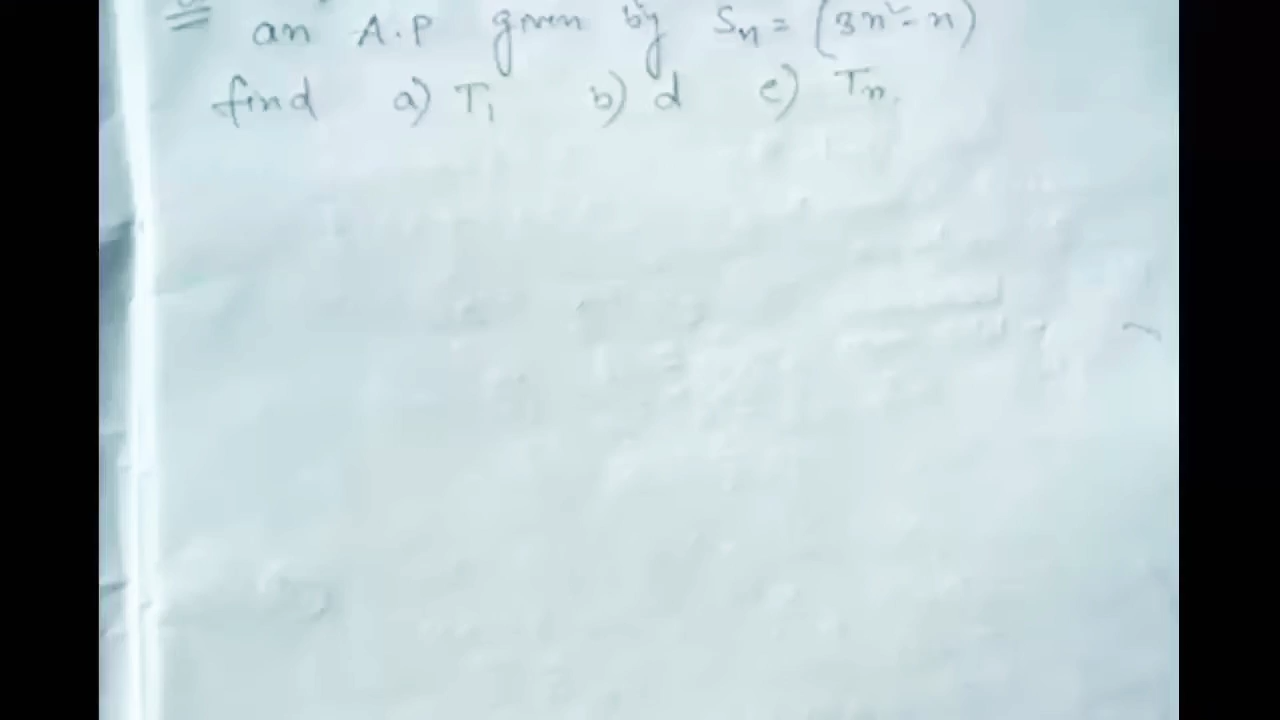 an A.P given by Sn = (3n² - n)
find a) T₁ b) d c) Tn.